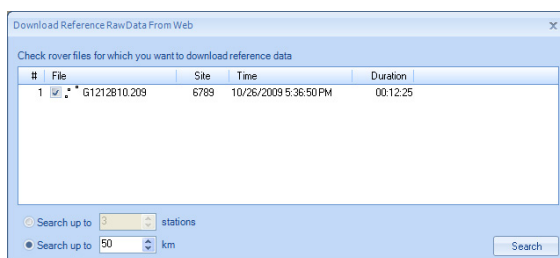 Download Reference Raw Data From Web x
Check rover files for which you want to download reference data
# File Site Time Duration
1 G1212B10.209 6789 10/26/2009 5:36:50 PM 00:12:25
Search up to 3 stations
Search up to 50 km
Search